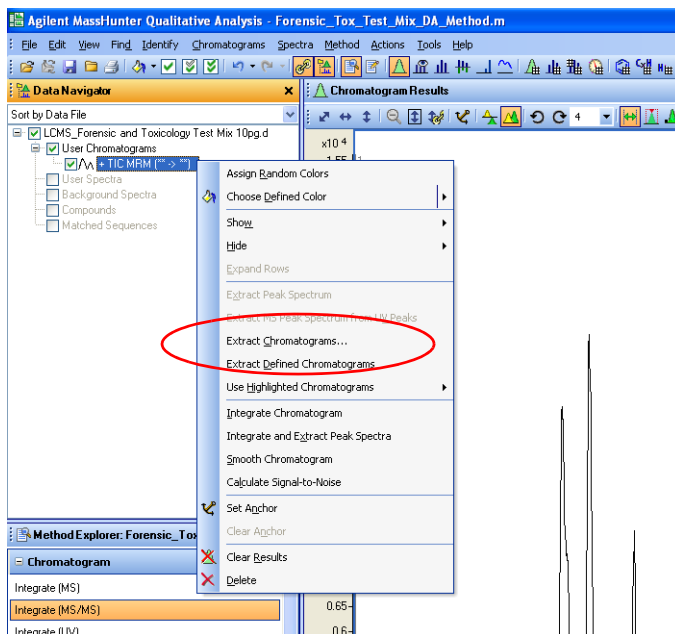 Agilent MassHunter Qualitative Analysis - Forensic_Tox_Test_Mix_DA_Method.m
File Edit View Find Identify Chromatograms Spectra Method Actions Tools Help
Data Navigator
Sort by Data File
LCMS_Forensic and Toxicology Test Mix 10pg.d
User Chromatograms
+ TIC MRM ("" -> "")
User Spectra
Background Spectra
Compounds
Matched Sequences
Chromatogram Results
4
x10 4
1.55
1
Assign Random Colors
Choose Defined Color
Show
Hide
Expand Rows
Extract Peak Spectrum
Extract MS Peak Spectrum from UV Peaks
Extract Chromatograms...
Extract Defined Chromatograms
Use Highlighted Chromatograms
Integrate Chromatogram
Integrate and Extract Peak Spectra
Smooth Chromatogram
Calculate Signal-to-Noise
Set Anchor
Clear Anchor
Clear Results
Delete
Method Explorer: Forensic_Tox
Chromatogram
Integrate (MS)
Integrate (MS/MS)
Integrate (UV)
0.65
0.6